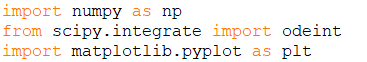 import numpy as np
from scipy.integrate import odeint
import matplotlib.pyplot as plt